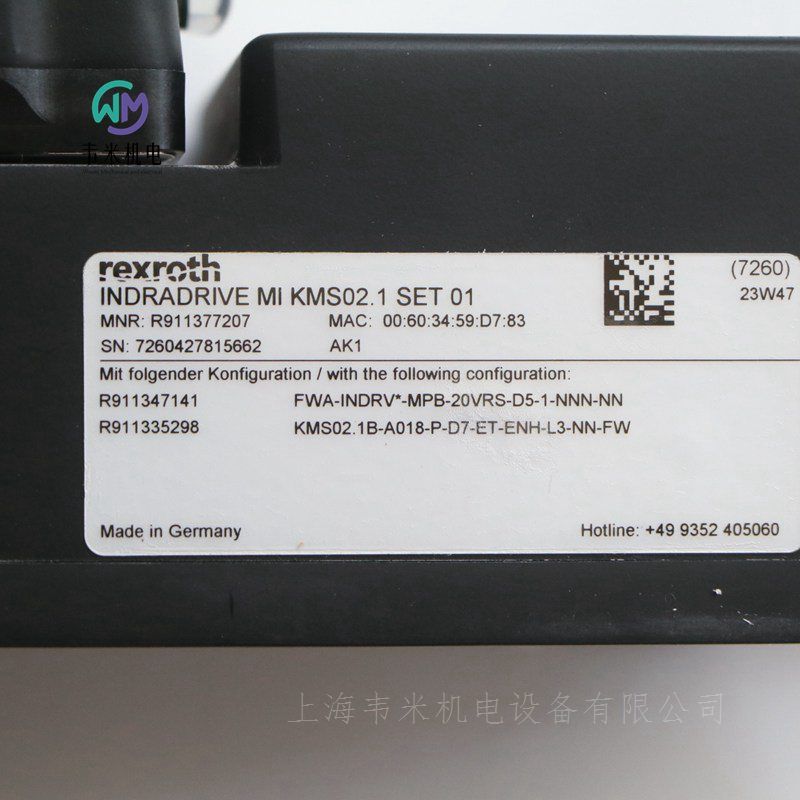 WM
韦米机电
rexroth
(7260)
INDRADRIVE MI KMS02.1 SET 01
23W47
MNR: R911377207 MAC: 00:60:34:59:D7:83
SN: 7260427815662 AK1
Mit folgender Konfiguration / with the following configuration:
R911347141 FWA-INDRV*-MPB-20VRS-D5-1-NNN-NN
R911335298 KMS02.1B-A018-P-D7-ET-ENH-L3-NN-FW
Made in Germany Hotline: +49 9352 405060
上海韦米机电设备有限公司